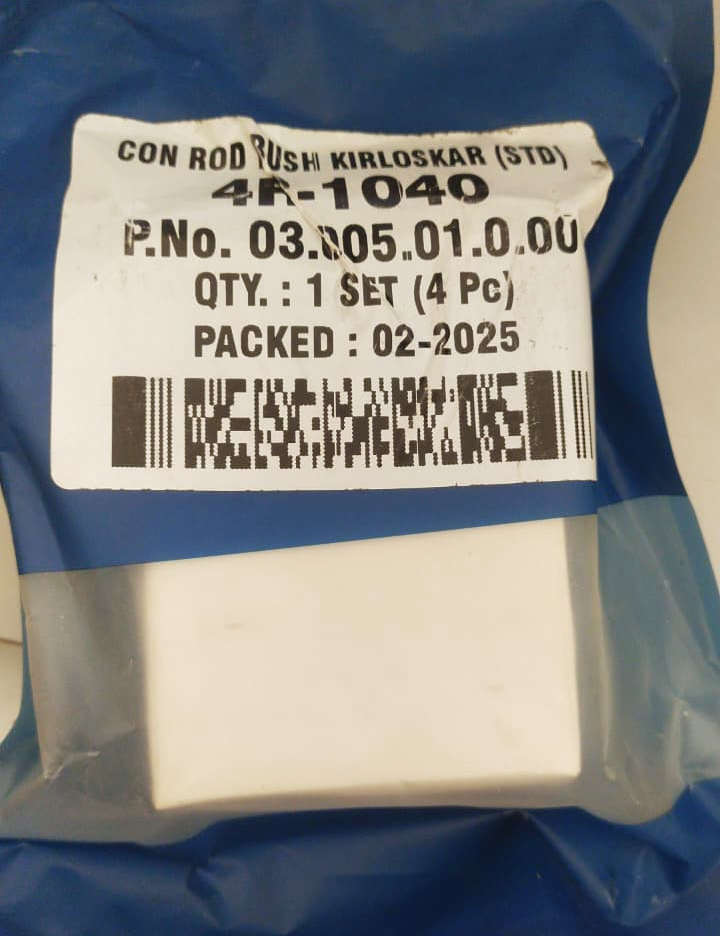 CON ROD BUSH KIRLOSKAR (STD)
4R-1040
P.No. 03.005.01.0.00
QTY. : 1 SET (4 Pc)
PACKED : 02-2025